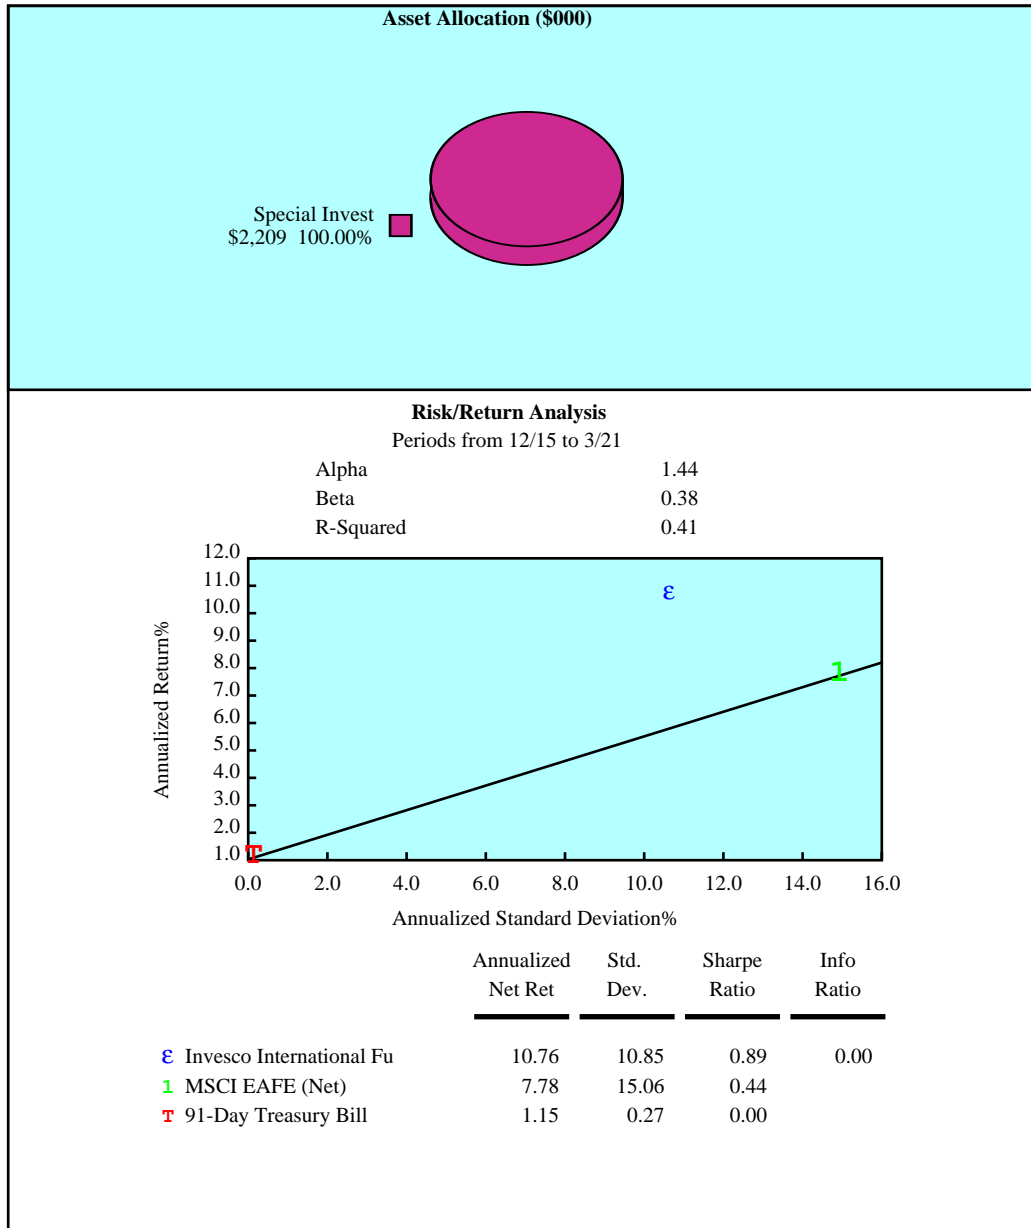 Asset Allocation ($000)
Special Invest
$2,209 100.00%
Risk/Return Analysis
Periods from 12/15 to 3/21
Alpha 1.44
Beta 0.38
R-Squared 0.41
12.0
11.0
10.0
9.0
8.0
7.0
6.0
5.0
4.0
3.0
2.0
1.0
Annualized Return%
ε
1
T
0.0 2.0 4.0 6.0 8.0 10.0 12.0 14.0 16.0
Annualized Standard Deviation%
Annualized Std. Sharpe Info
Net Ret Dev. Ratio Ratio
ε Invesco International Fu 10.76 10.85 0.89 0.00
1 MSCI EAFE (Net) 7.78 15.06 0.44
T 91-Day Treasury Bill 1.15 0.27 0.00